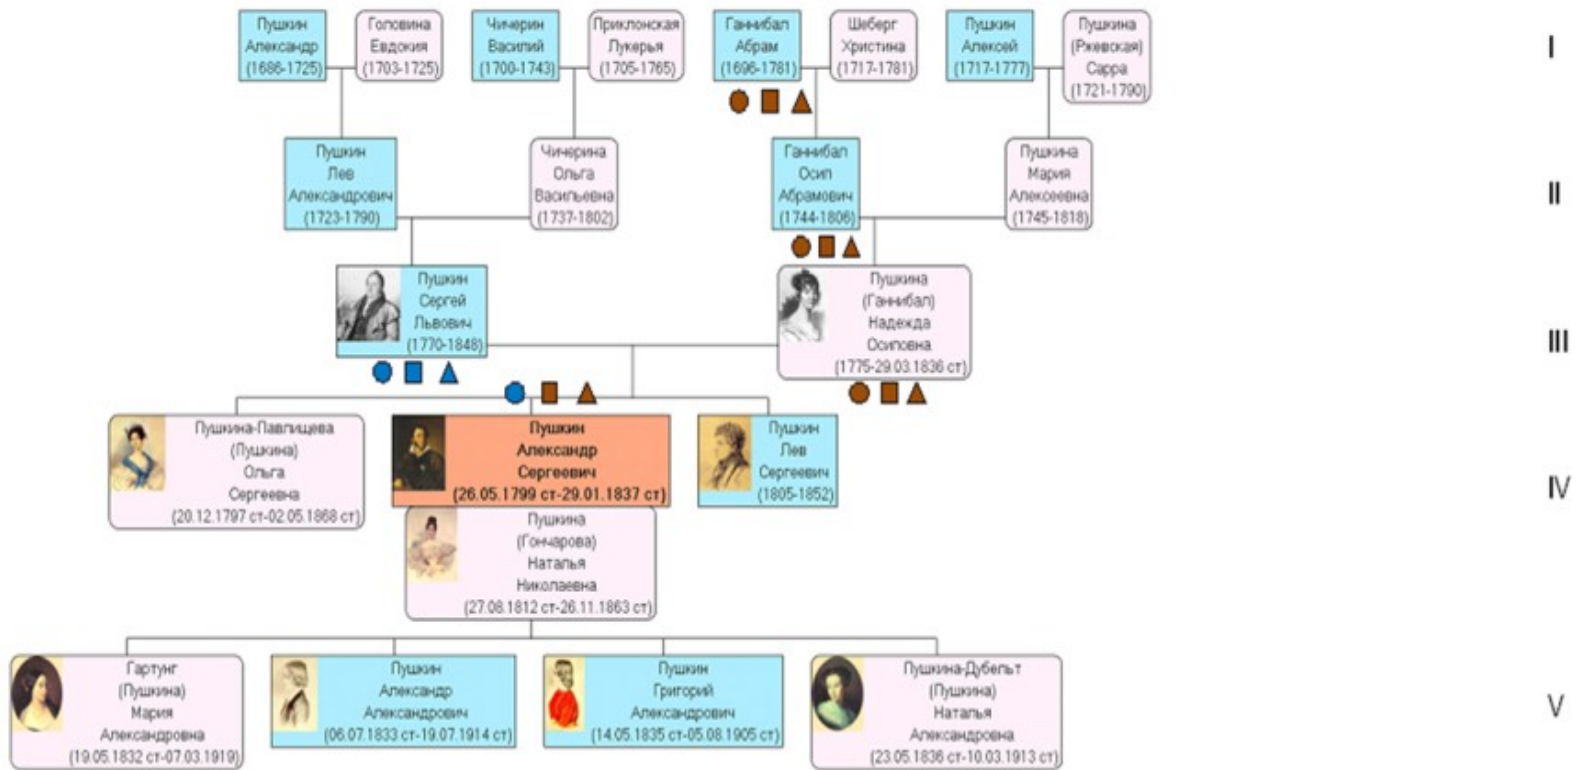 Пушкин
Александр
(1686-1725)
Головина
Евдокия
(1703-1725)
Чичерин
Василий
(1700-1743)
Приклонская
Лукерья
(1705-1765)
Ганнибал
Абрам
(1696-1781)
Шеберг
Христина
(1717-1781)
Пушкин
Алексей
(1717-1777)
Пушкина
(Ржевская)
Сарра
(1721-1790)
I
Пушкин
Лев
Александрович
(1723-1790)
Чичерина
Ольга
Васильевна
(1737-1802)
Ганнибал
Осип
Абрамович
(1744-1806)
Пушкина
Мария
Алексеевна
(1745-1818)
II
Пушкин
Сергей
Львович
(1770-1848)
Пушкина
(Ганнибал)
Надежда
Осиповна
(1775-29.03.1836 ст)
III
Пушкина-Павлищева
(Пушкина)
Ольга
Сергеевна
(20.12.1797 ст-02.05.1868 ст)
Пушкин
Александр
Сергеевич
(26.05.1799 ст-29.01.1837 ст)
Пушкин
Лев
Сергеевич
(1805-1852)
IV
Пушкина
(Гончарова)
Наталья
Николаевна
(27.08.1812 ст-26.11.1863 ст)
Гартунг
(Пушкина)
Мария
Александровна
(19.05.1832 ст-07.03.1919)
Пушкин
Александр
Александрович
(06.07.1833 ст-19.07.1914 ст)
Пушкин
Григорий
Александрович
(14.05.1835 ст-05.08.1905 ст)
Пушкина-Дубельт
(Пушкина)
Наталья
Александровна
(23.05.1836 ст-10.03.1913 ст)
V